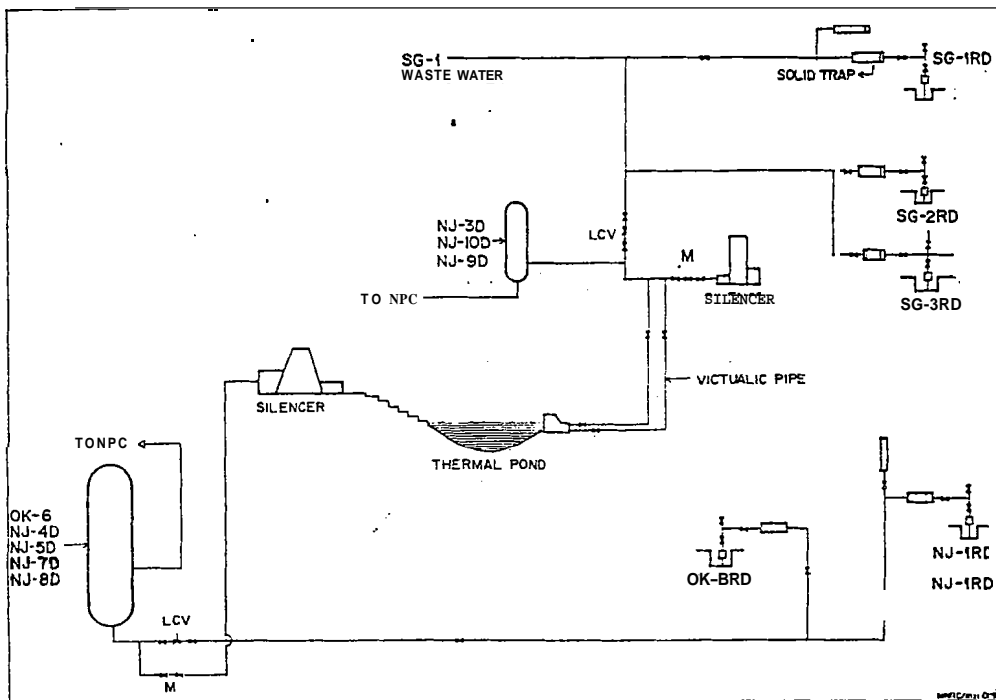 SG-1
WASTE WATER
SOLID TRAP
SG-1RD
SG-2RD
NJ-3D
NJ-10D
NJ-9D
LCV
M
TO NPC
SILENCER
SG-3RD
VICTUALIC PIPE
SILENCER
THERMAL POND
TONPC
OK-6
NJ-4D
NJ-5D
NJ-7D
NJ-8D
OK-BRD
NJ-1RD
NJ-1RD
LCV
M